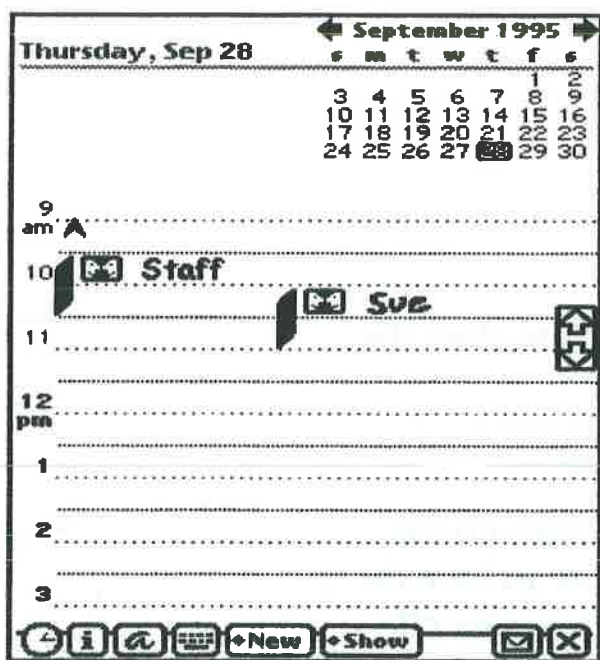 September 1995
Thursday, Sep 28
s m t w t f s
1 2
3 4 5 6 7 8 9
10 11 12 13 14 15 16
17 18 19 20 21 22 23
24 25 26 27 28 29 30
9
am
10 Staff
Sue
11
12
pm
1
2
3
i a New Show